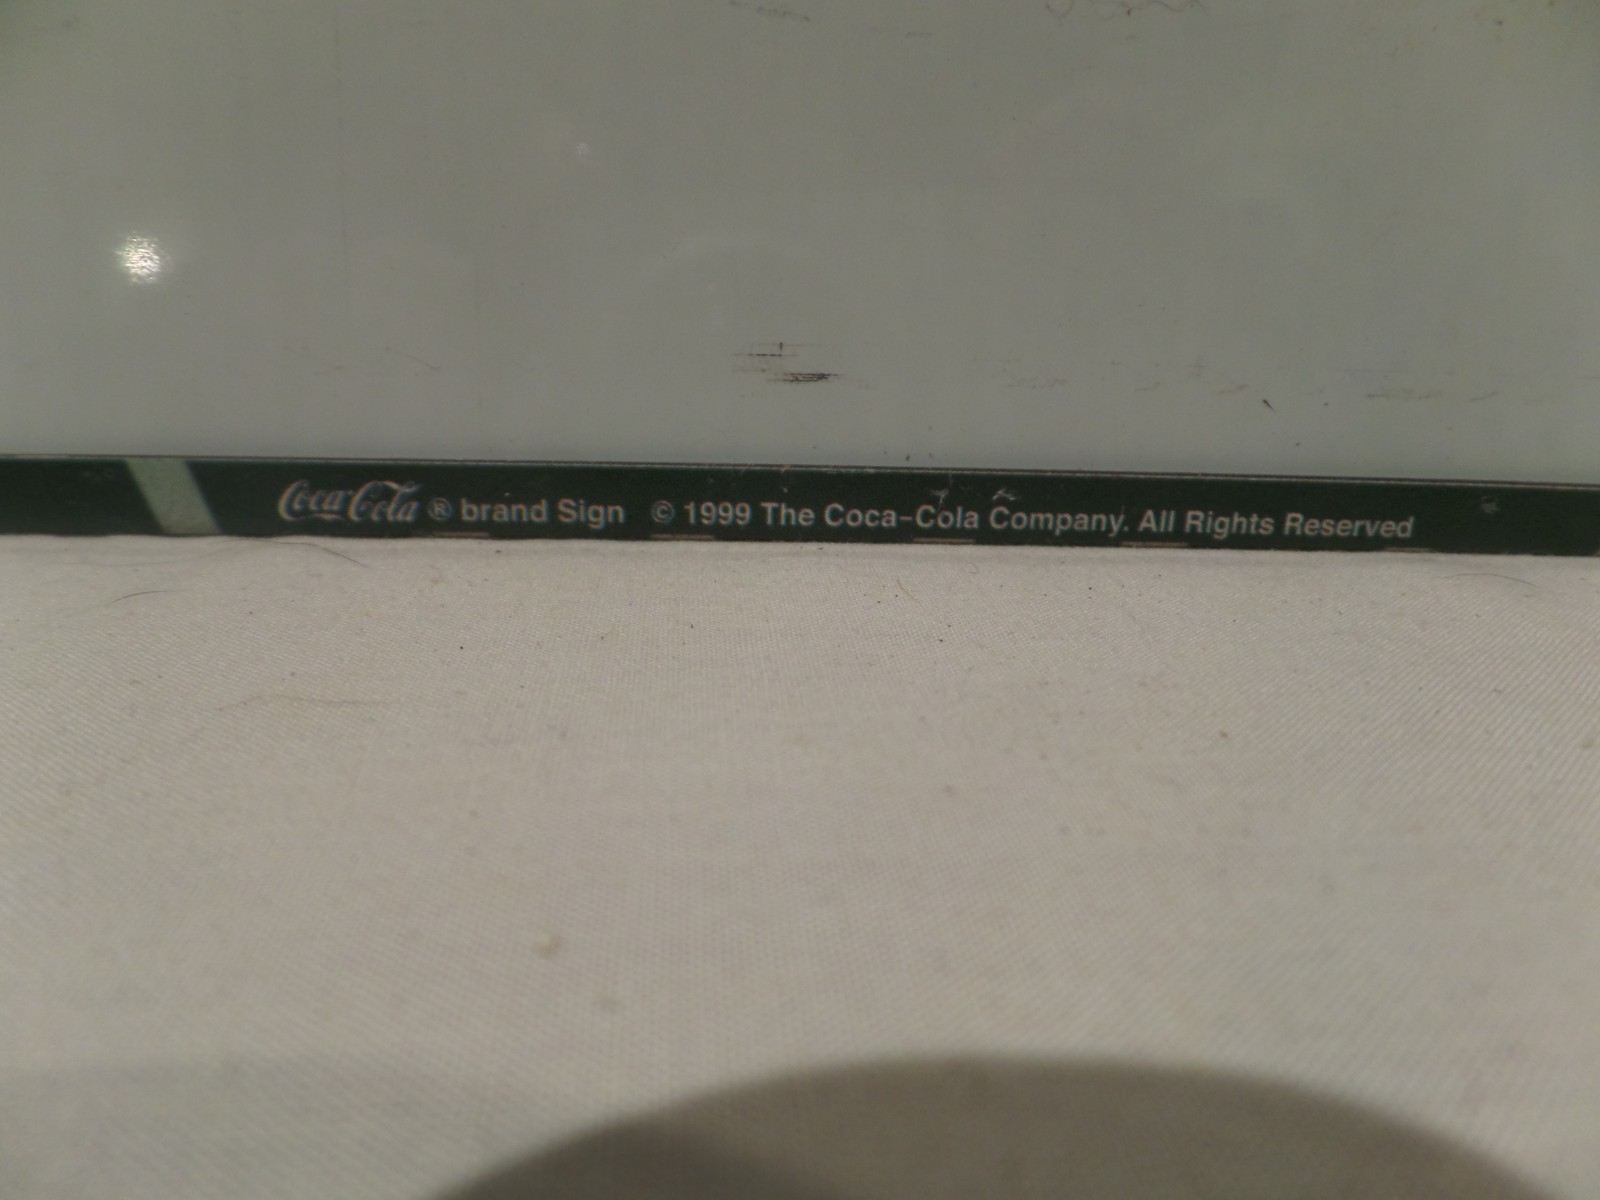 Coca-Cola ® brand Sign © 1999 The Coca-Cola Company. All Rights Reserved